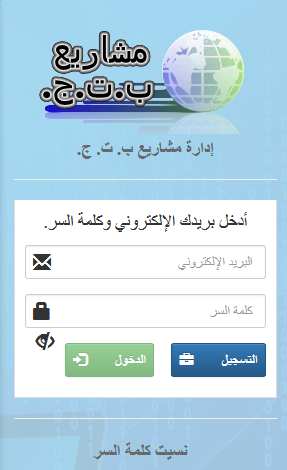 مشاريع
ب.ت.ج.
إدارة مشاريع ب. ت. ج.
أدخل بريدك الإلكتروني وكلمة السر.
البريد الإلكتروني
كلمة السر
التسجيل
الدخول
نسيت كلمة السر